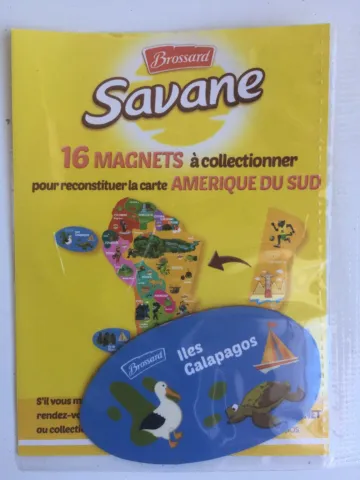 Brossard
Savane
16 MAGNETS à collectionner
pour reconstituer la carte AMERIQUE DU SUD
Brossard
Iles
Galapagos
S'il vous m
rendez-vo
ou collecti